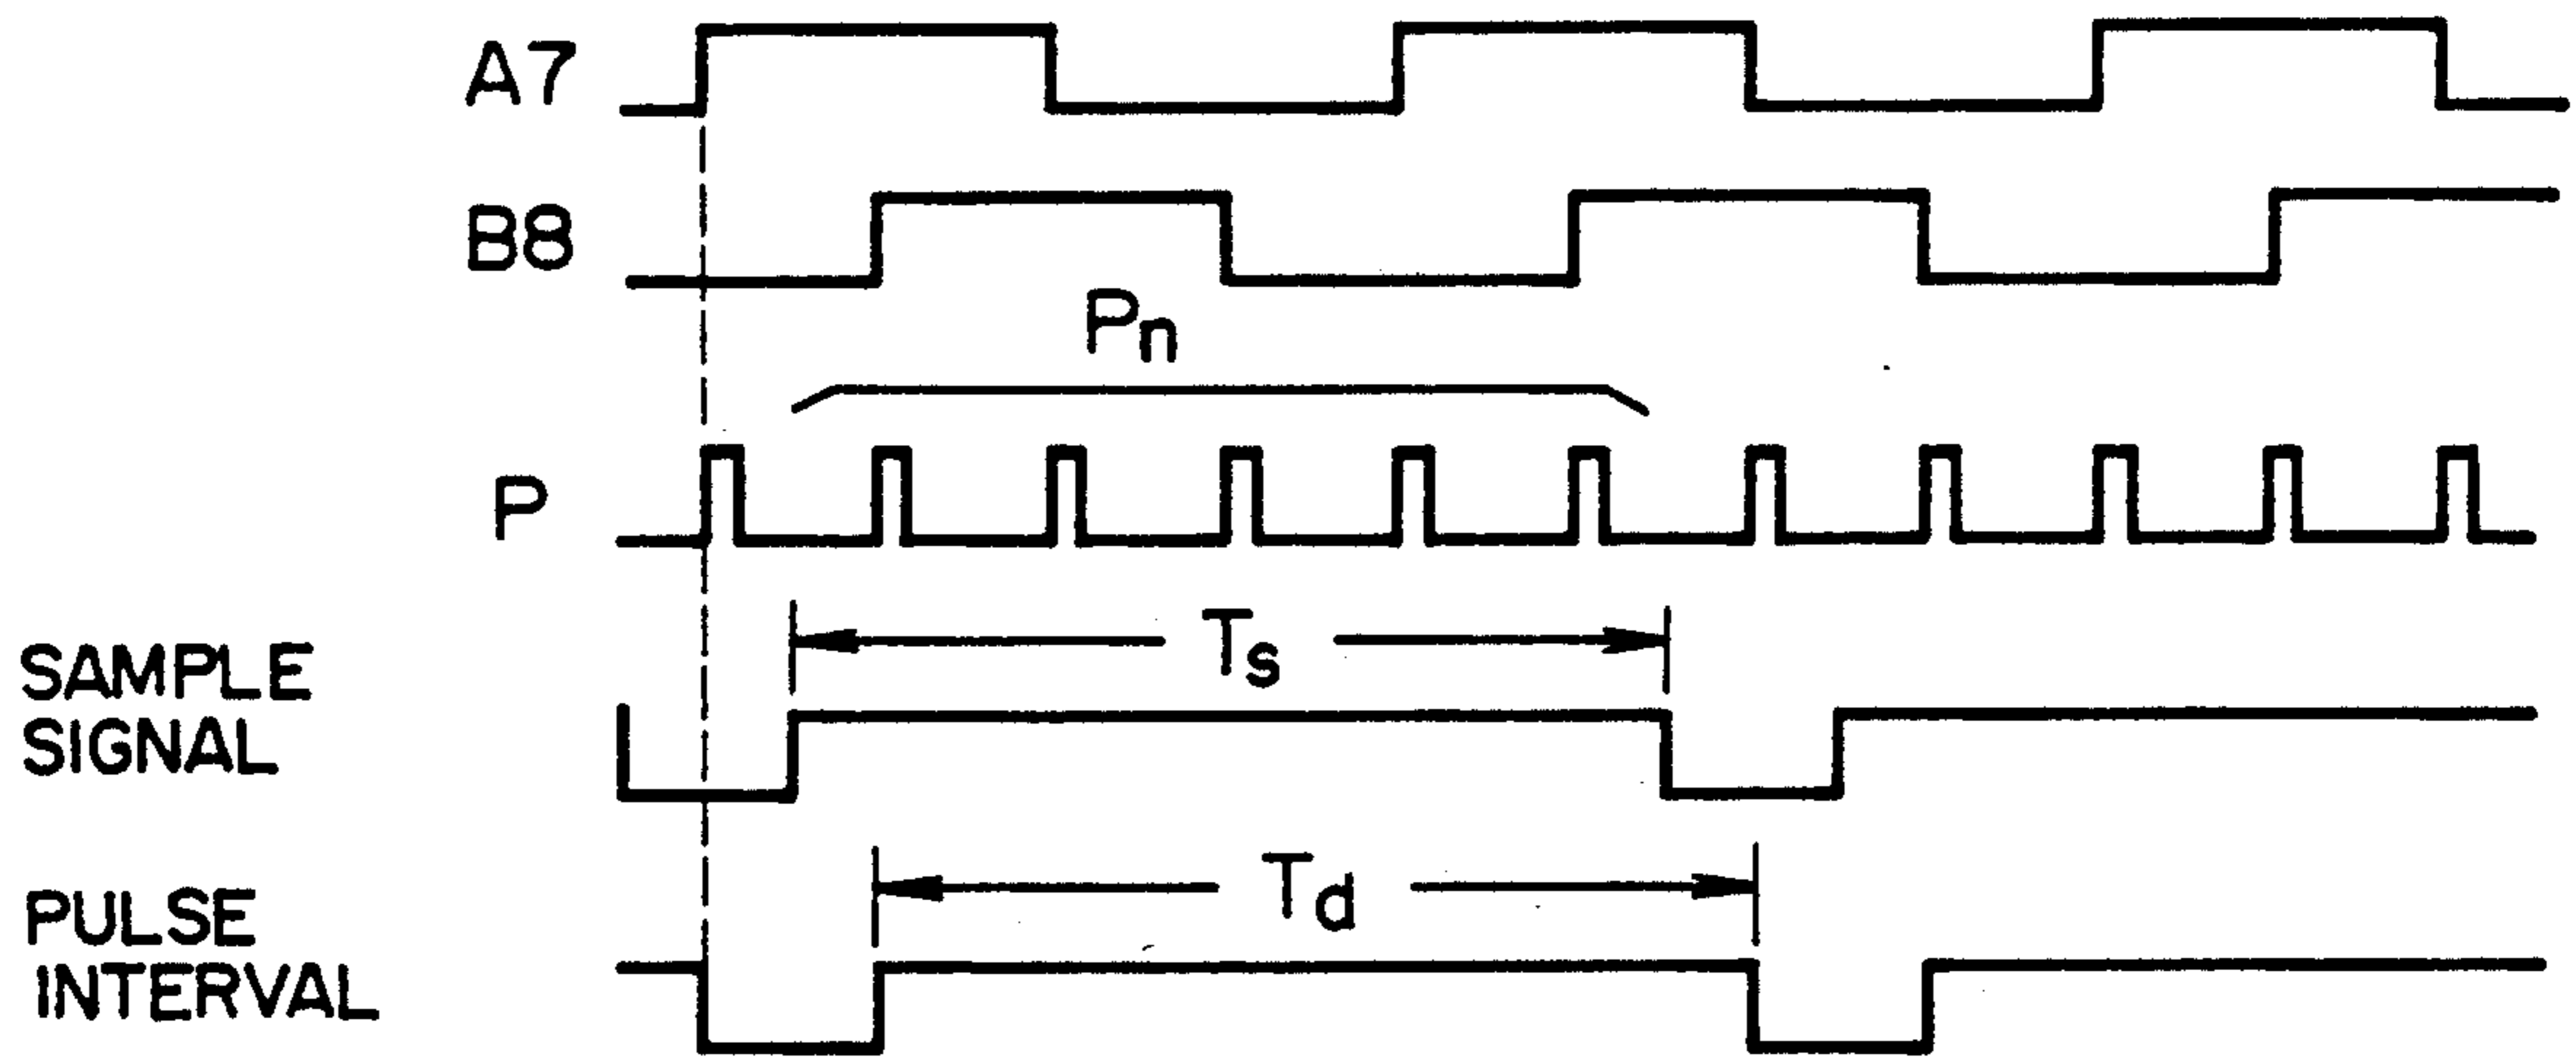 A7
B8
Pn
P
Ts
SAMPLE
SIGNAL
Td
PULSE
INTERVAL